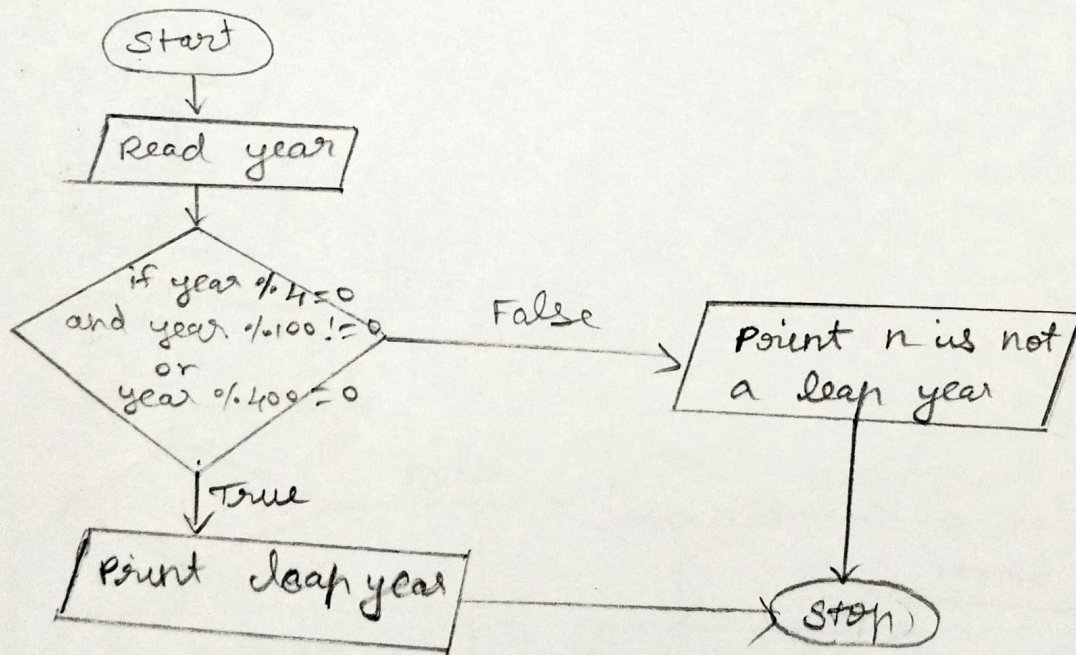 Start
Read year
if year % 4 = 0
and year % 100 != 0
or
year % 400 = 0
False
Print n is not
a leap year
True
Print leap year
Stop